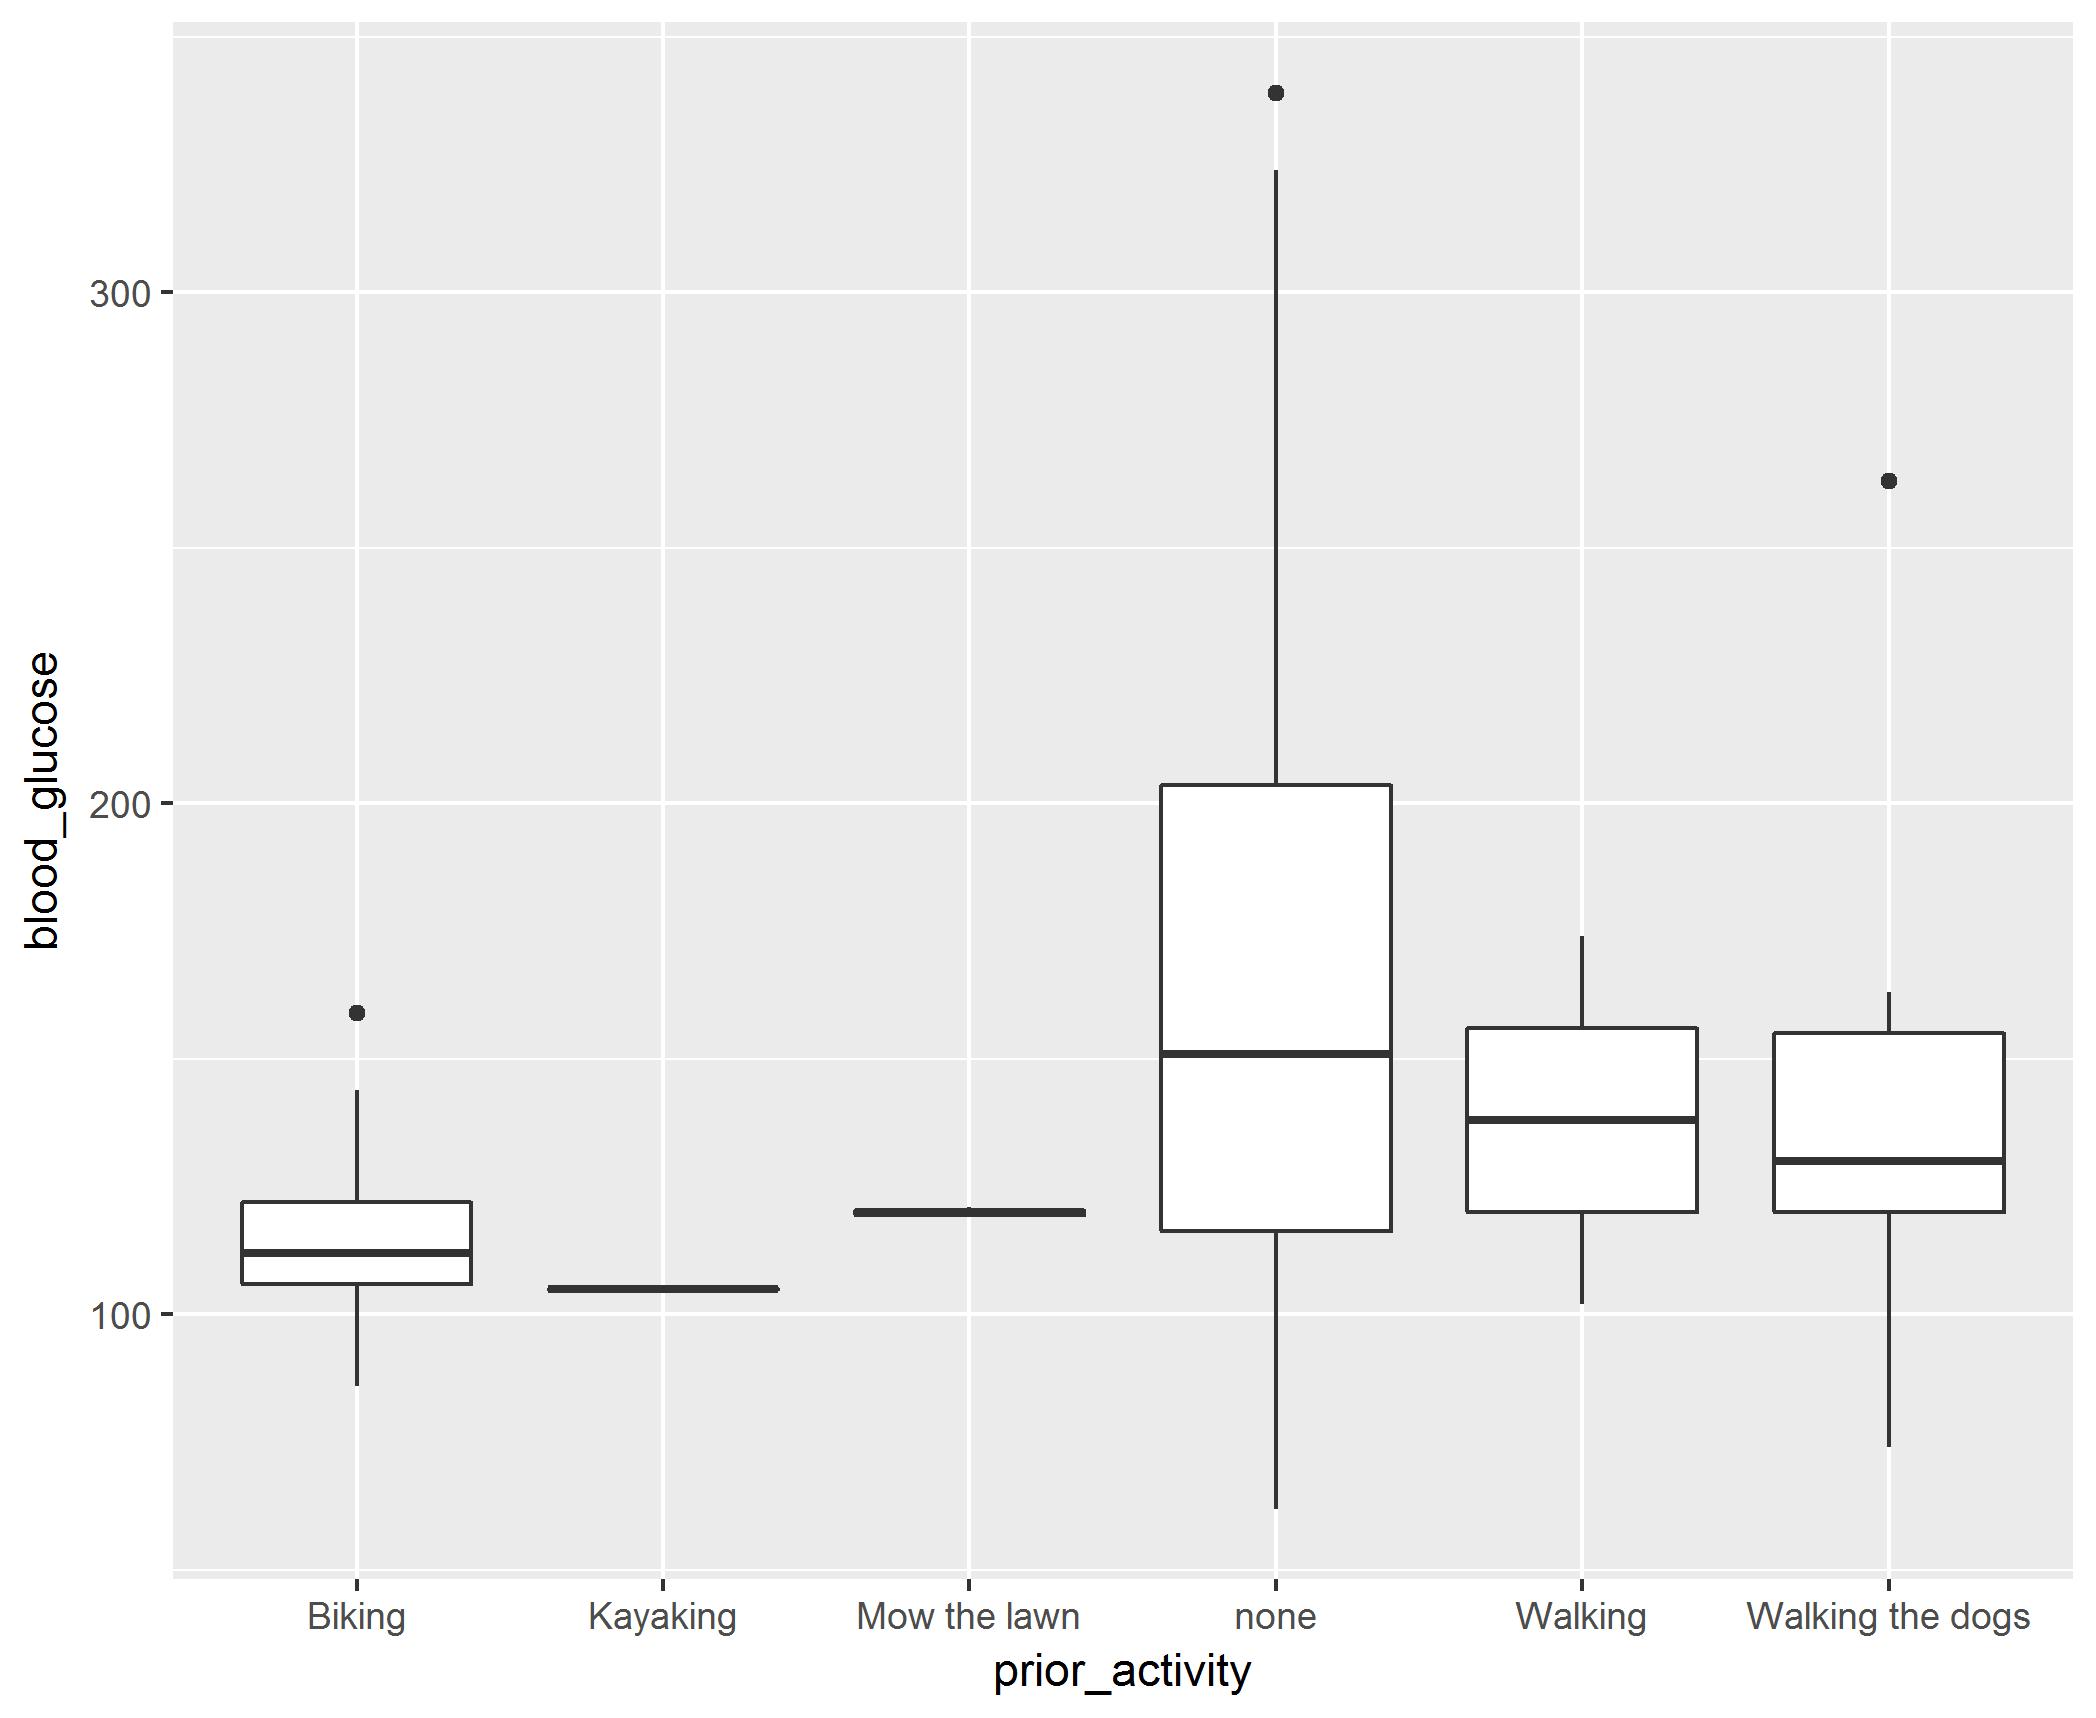 blood_glucose
300
200
100
Biking Kayaking Mow the lawn none Walking Walking the dogs
prior_activity